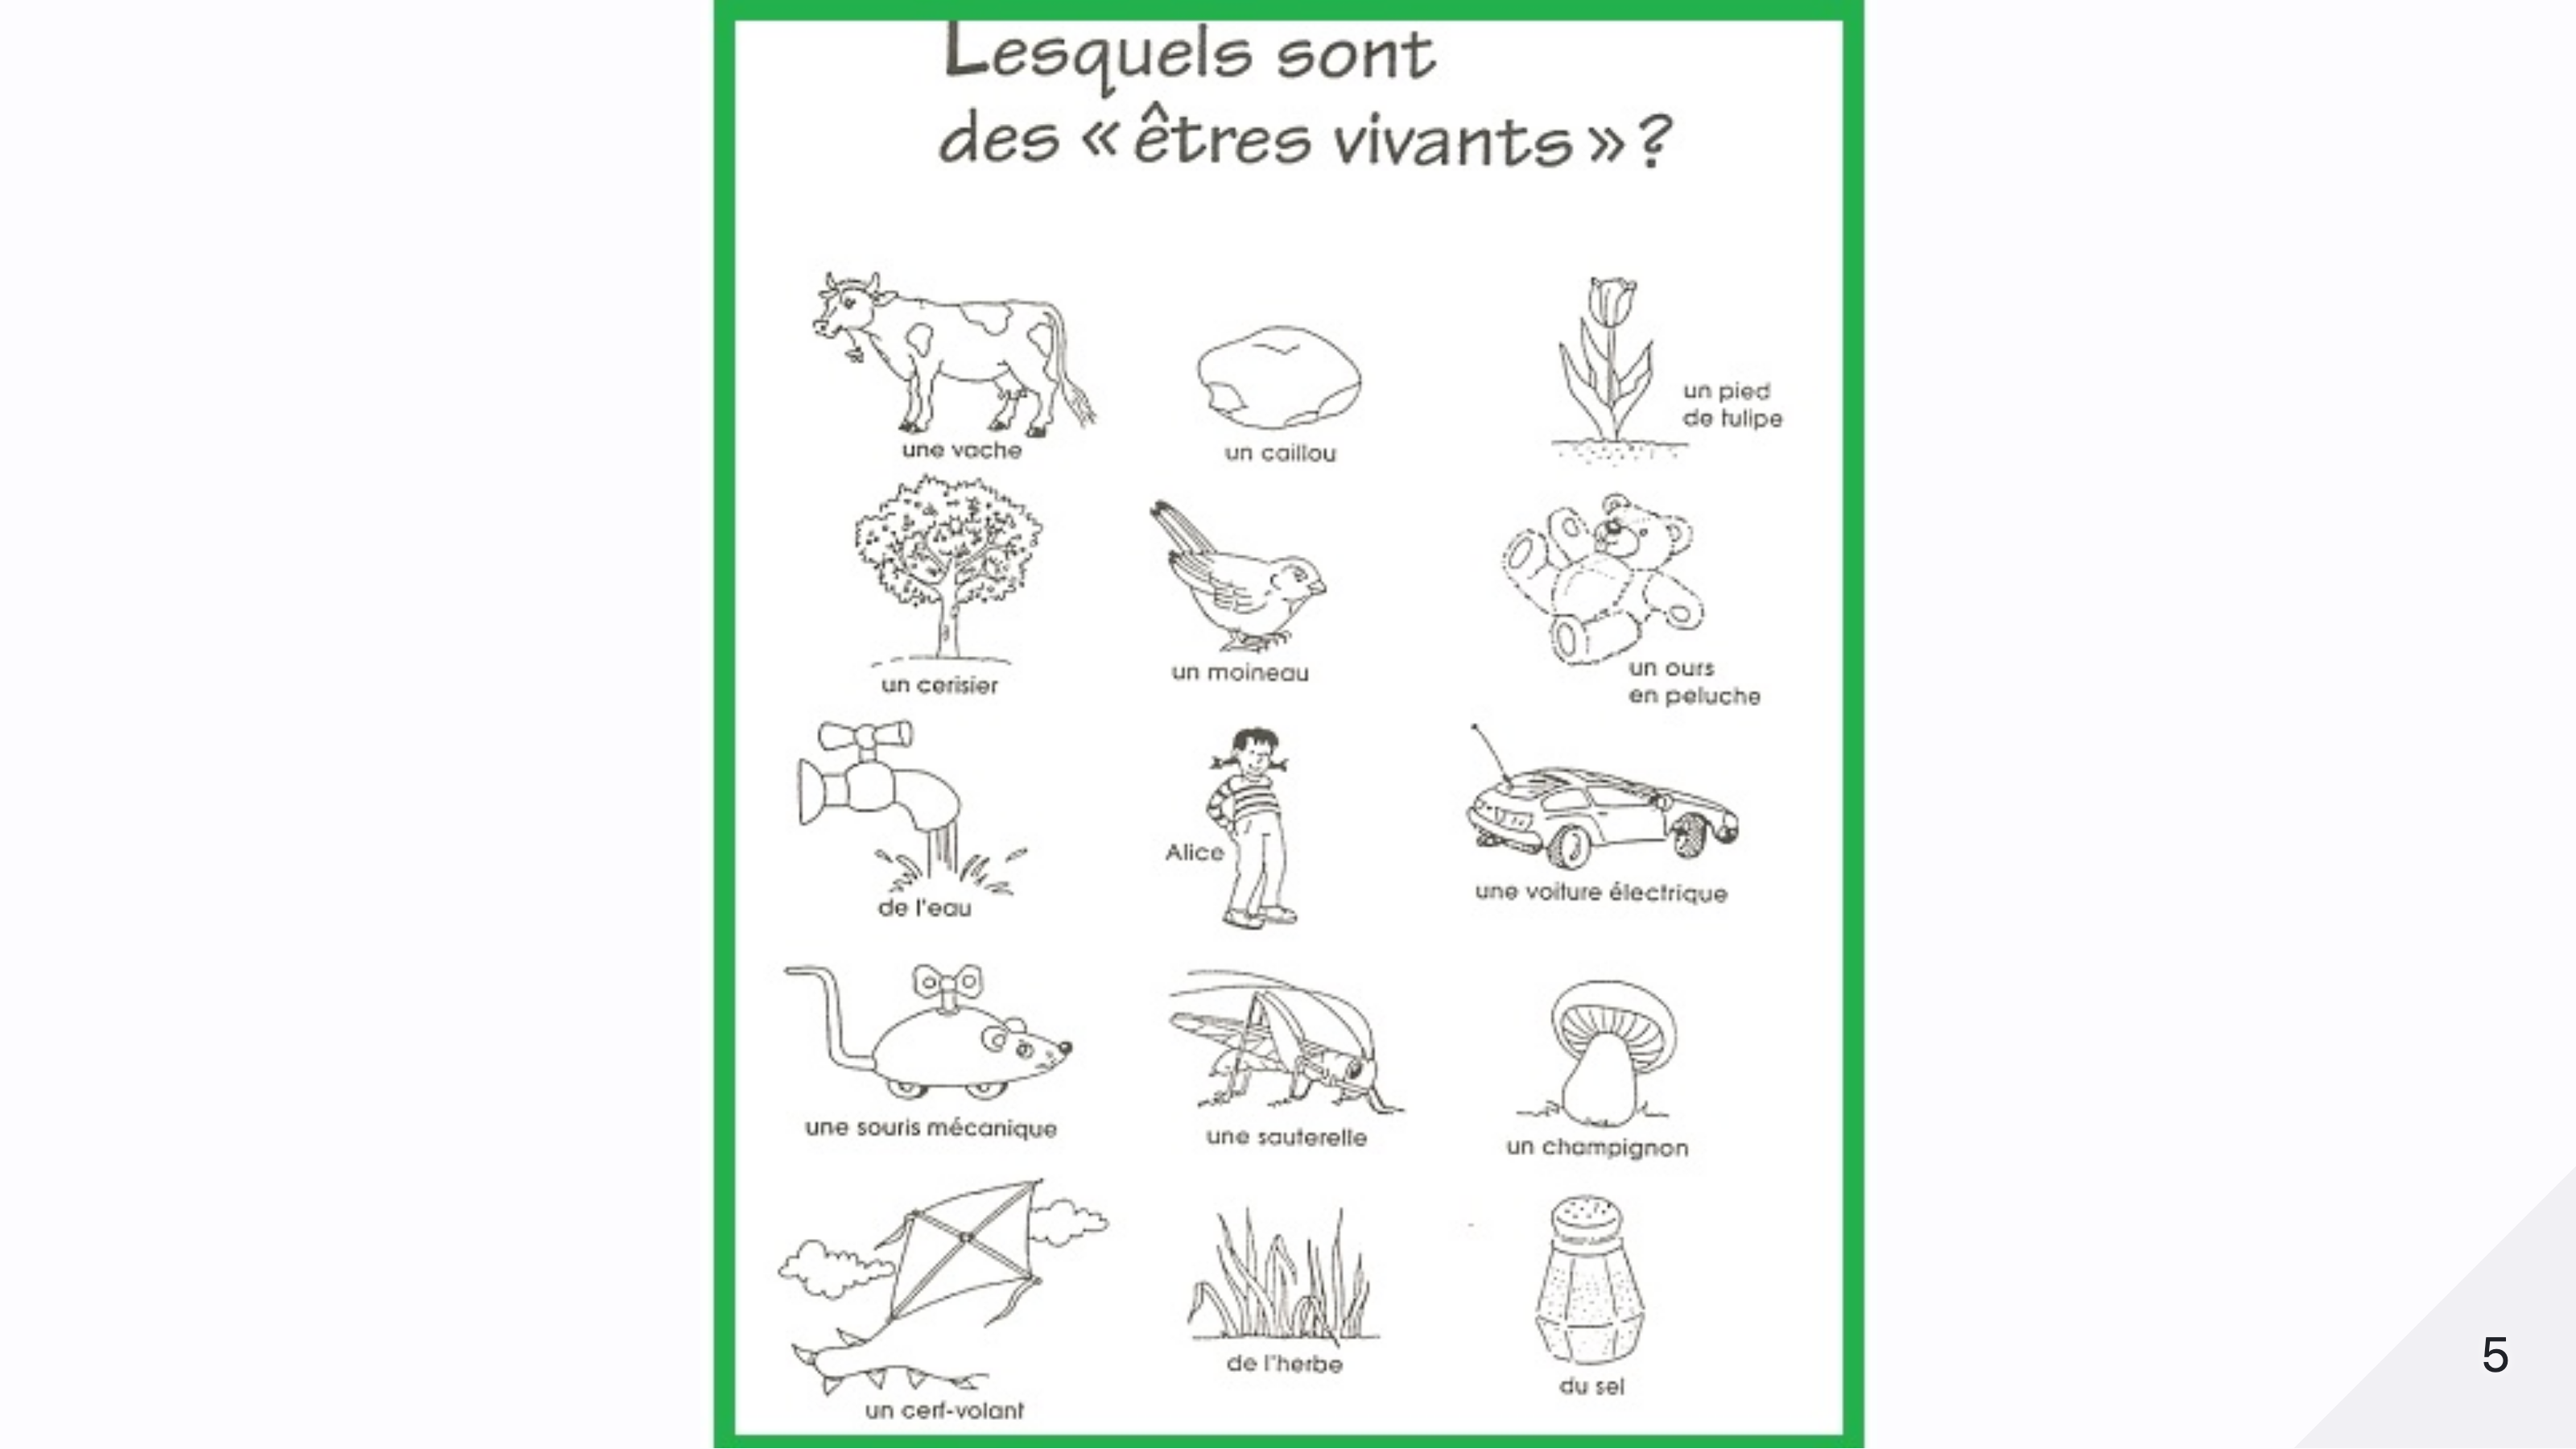 Lesquels sont
des « êtres vivants » ?
une vache
un caillou
un pied
de tulipe
un cerisier
un moineau
un ours
en peluche
de l'eau
Alice
une voiture électrique
une souris mécanique
une sauterelle
un champignon
un cerf-volant
de l'herbe
du sel
5